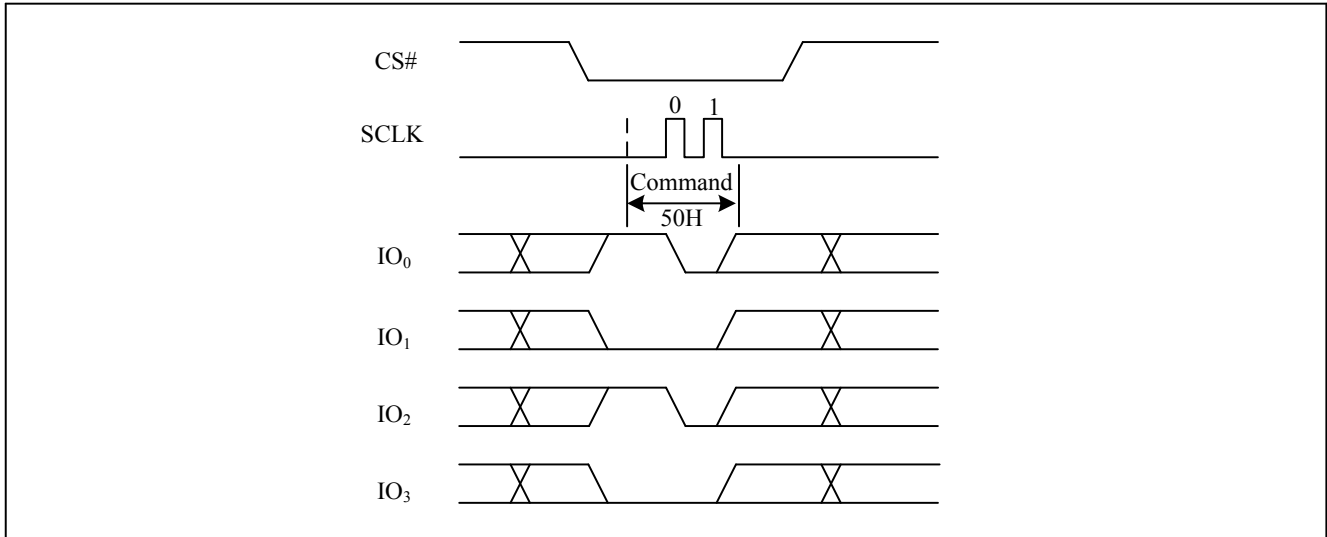 CS#
0 1
SCLK
Command
50H
IO₀
IO₁
IO₂
IO₃